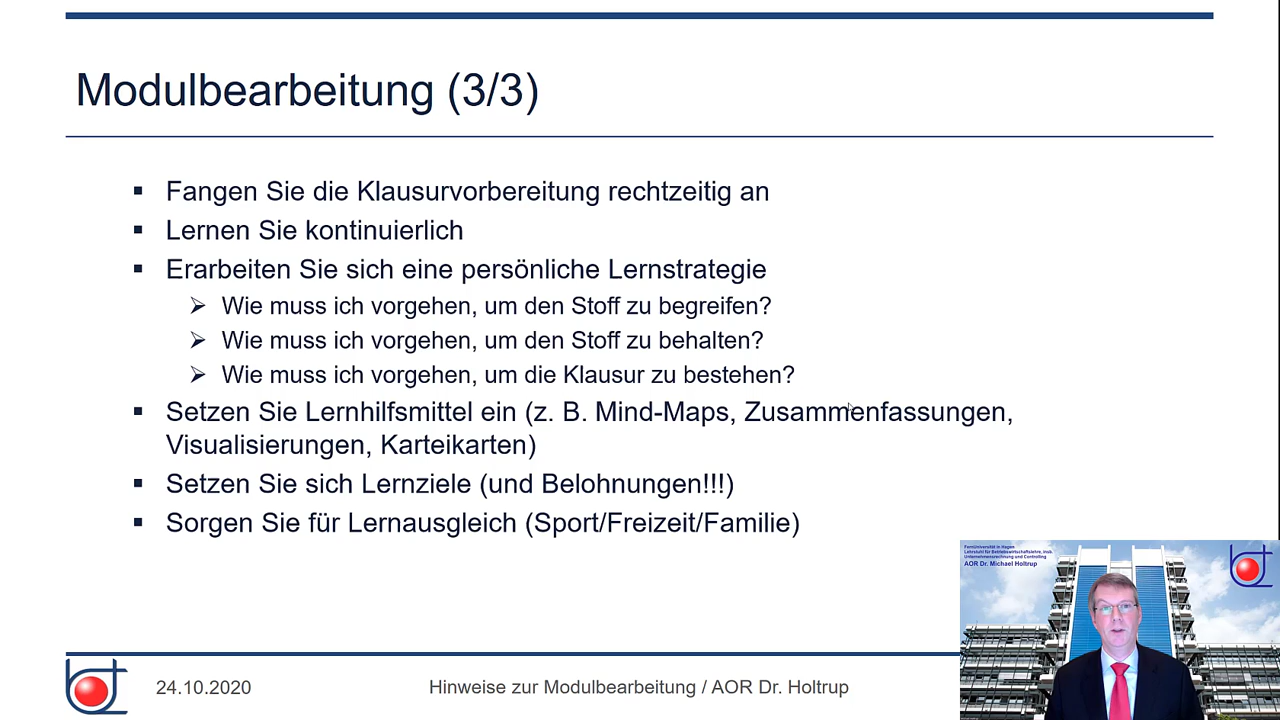 Modulbearbeitung (3/3)
Fangen Sie die Klausurvorbereitung rechtzeitig an
Lernen Sie kontinuierlich
Erarbeiten Sie sich eine persönliche Lernstrategie
Wie muss ich vorgehen, um den Stoff zu begreifen?
Wie muss ich vorgehen, um den Stoff zu behalten?
Wie muss ich vorgehen, um die Klausur zu bestehen?
Setzen Sie Lernhilfsmittel ein (z. B. Mind-Maps, Zusammenfassungen,
Visualisierungen, Karteikarten)
Setzen Sie sich Lernziele (und Belohnungen!!!)
Sorgen Sie für Lernausgleich (Sport/Freizeit/Familie)
FernUniversität in Hagen
Lehrstuhl für Betriebswirtschaftslehre, insb.
Unternehmensrechnung und Controlling
AOR Dr. Michael Holtrup
24.10.2020
Hinweise zur Modulbearbeitung / AOR Dr. Holtrup